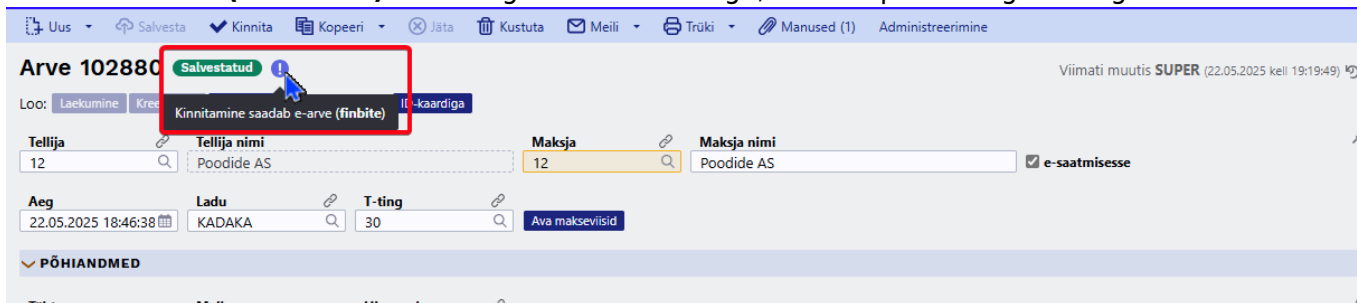 Uus Salvesta Kinnita Kopeeri Jäta Kustuta Meili Trüki Manused (1) Administreerimine
Arve 102880 Salvestatud Viimati muutis SUPER (22.05.2025 kell 19:19:49)
Loo: Laekumine ID-kaardiga
Kinnitamine saadab e-arve (finbite)
Tellija Tellija nimi Maksja Maksja nimi
12 Poodide AS 12 Poodide AS e-saatmisesse
Aeg Ladu T-ting
22.05.2025 18:46:38 KADAKA 30 Ava makseviisid
PÕHIANDMED